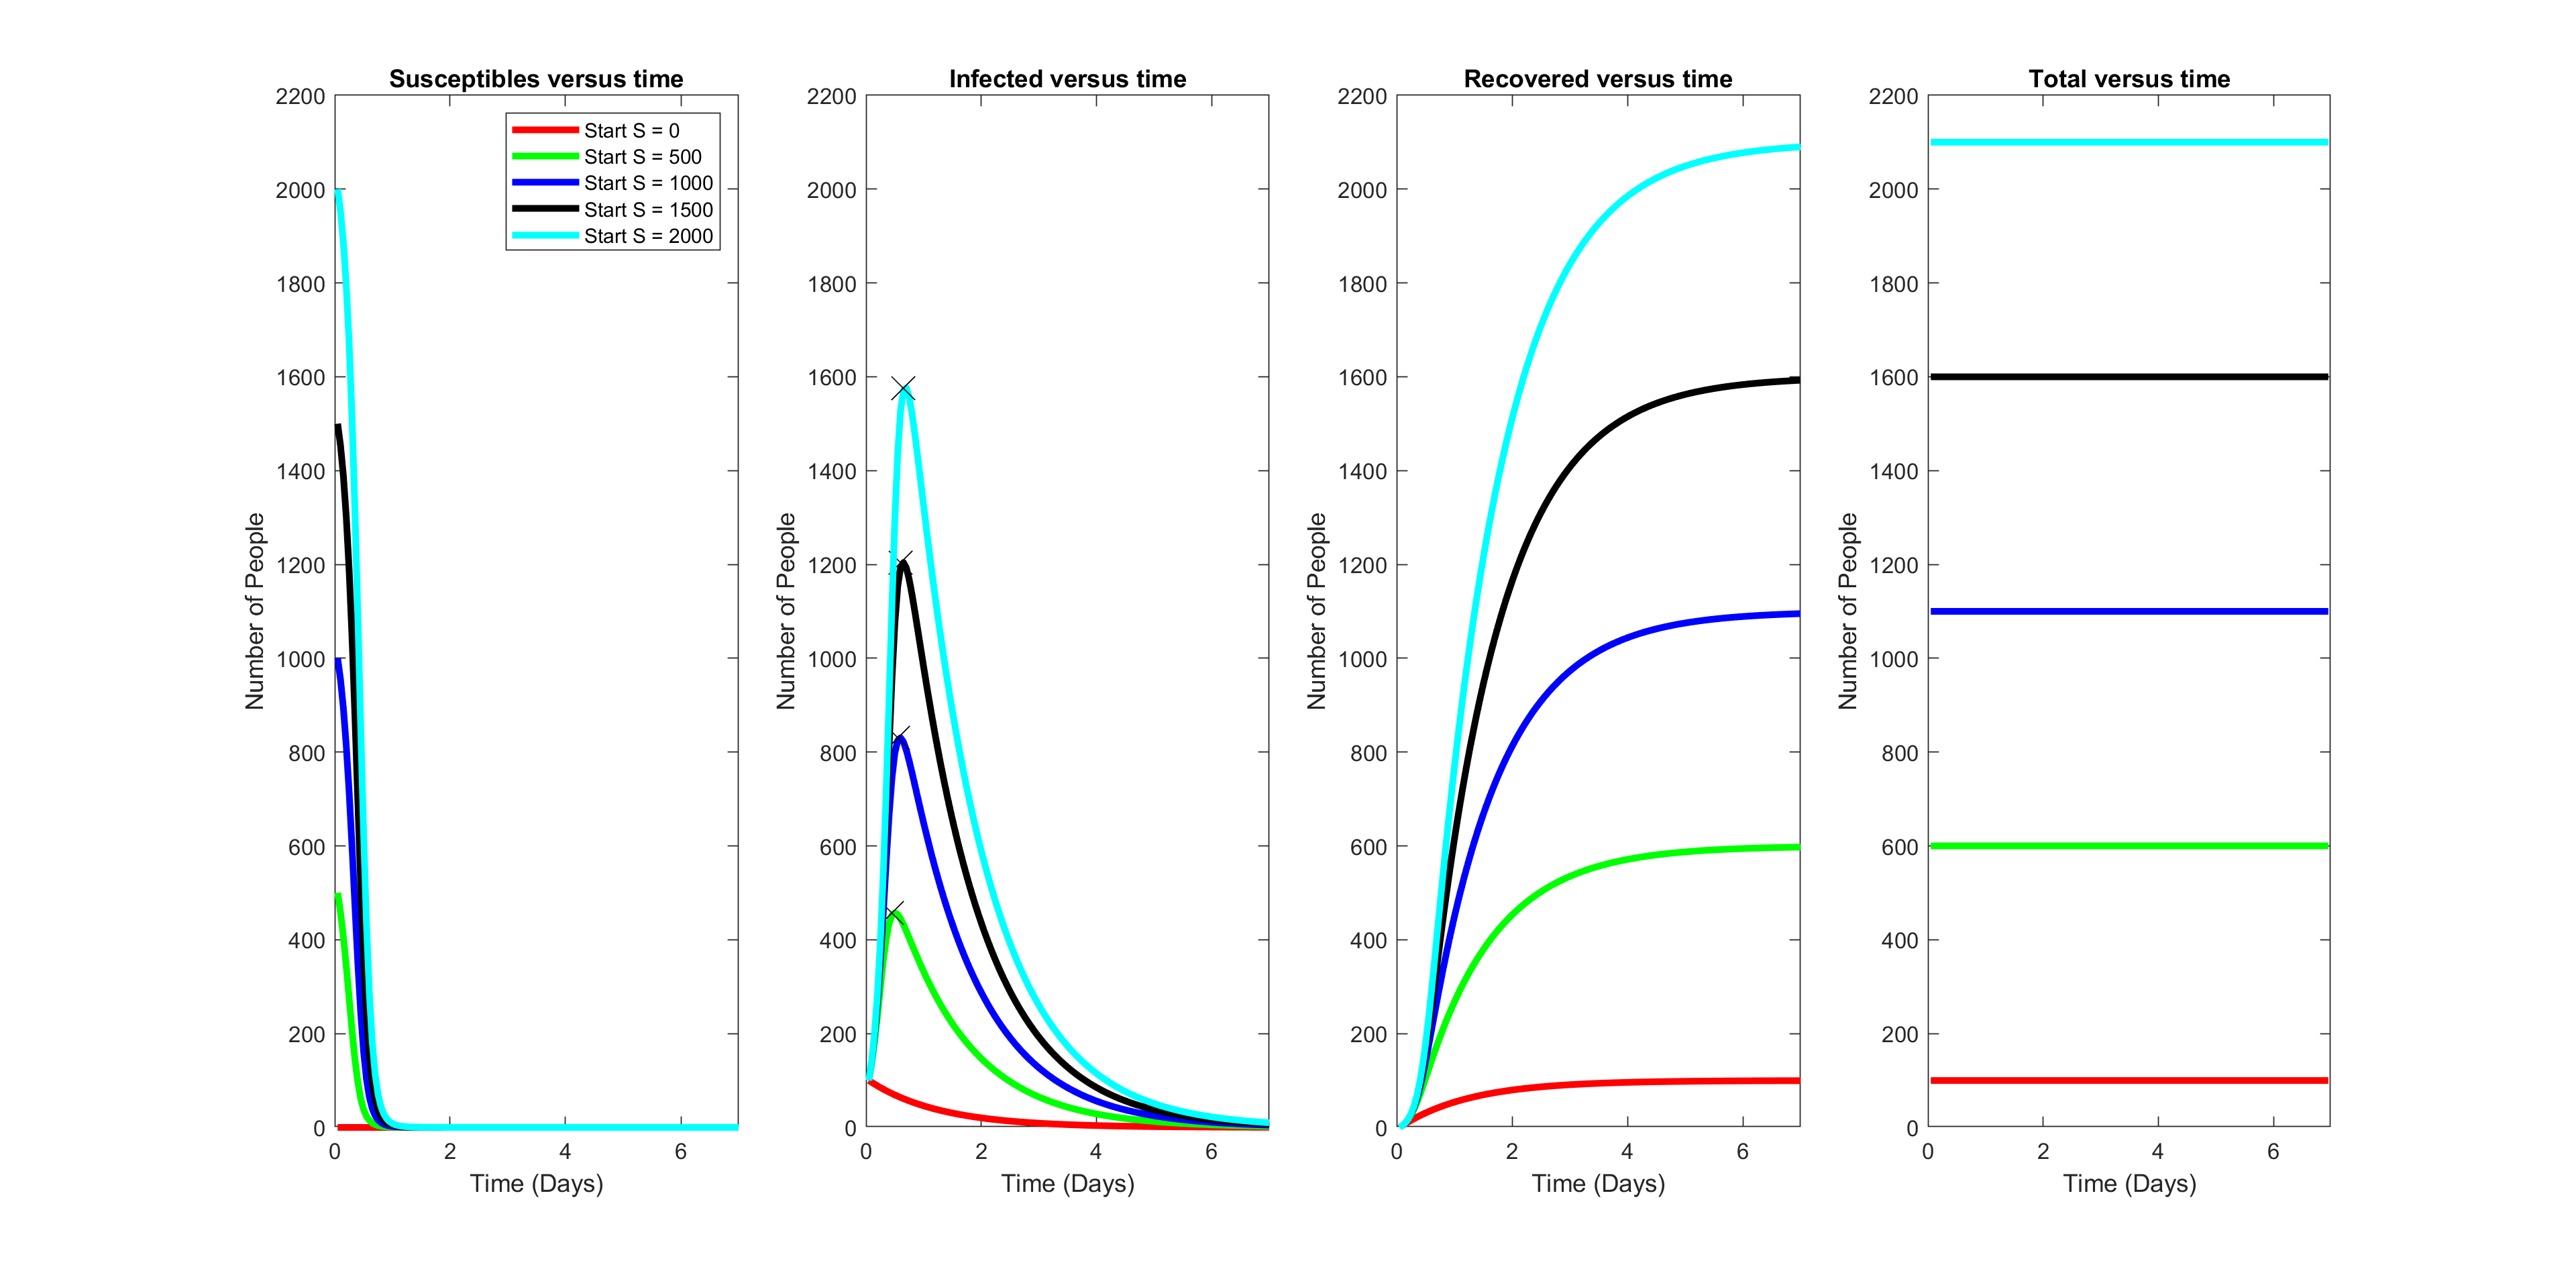 Susceptibles versus time
2200
2000
1800
1600
1400
1200
1000
800
600
400
200
0
0 2 4 6
Number of People
Time (Days)
Start S = 0
Start S = 500
Start S = 1000
Start S = 1500
Start S = 2000
Infected versus time
2200
2000
1800
1600
1400
1200
1000
800
600
400
200
0
0 2 4 6
Number of People
Time (Days)
Recovered versus time
2200
2000
1800
1600
1400
1200
1000
800
600
400
200
0
0 2 4 6
Number of People
Time (Days)
Total versus time
2200
2000
1800
1600
1400
1200
1000
800
600
400
200
0
0 2 4 6
Number of People
Time (Days)